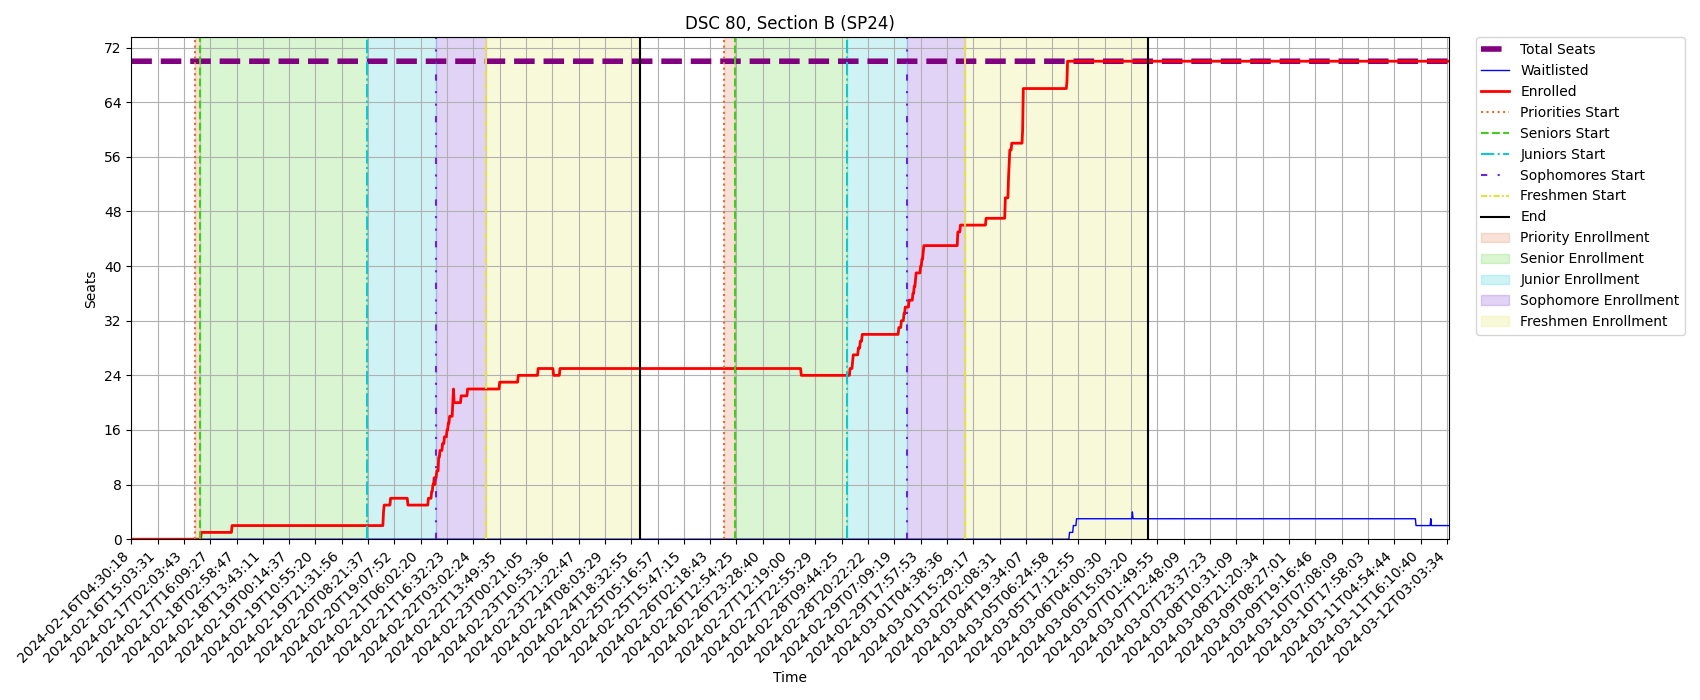 DSC 80, Section B (SP24)
72
64
56
48
40
32
24
16
8
0
Seats
2024-02-16T04:30:18
2024-02-16T15:03:31
2024-02-17T02:03:43
2024-02-17T16:09:27
2024-02-18T02:58:47
2024-02-18T13:43:11
2024-02-19T00:14:37
2024-02-19T10:55:20
2024-02-19T21:31:56
2024-02-20T08:21:37
2024-02-20T19:07:52
2024-02-21T06:02:20
2024-02-21T16:32:23
2024-02-22T03:02:24
2024-02-22T13:49:35
2024-02-23T00:21:05
2024-02-23T10:53:36
2024-02-23T21:22:47
2024-02-24T08:03:29
2024-02-24T18:32:55
2024-02-25T05:16:57
2024-02-25T15:47:15
2024-02-26T02:18:43
2024-02-26T12:54:25
2024-02-26T23:28:40
2024-02-27T12:19:00
2024-02-27T22:55:29
2024-02-28T09:44:25
2024-02-28T20:22:22
2024-02-29T07:09:19
2024-02-29T17:57:53
2024-03-01T04:38:36
2024-03-01T15:29:17
2024-03-02T02:08:31
2024-03-04T19:34:07
2024-03-05T06:24:58
2024-03-05T17:12:55
2024-03-06T04:00:30
2024-03-06T15:03:20
2024-03-07T01:49:55
2024-03-07T12:48:09
2024-03-07T23:37:23
2024-03-08T10:31:09
2024-03-08T21:20:34
2024-03-09T08:27:01
2024-03-09T19:16:46
2024-03-10T07:08:09
2024-03-10T17:58:03
2024-03-11T04:54:44
2024-03-11T16:10:40
2024-03-12T03:03:34
Time
Total Seats
Waitlisted
Enrolled
Priorities Start
Seniors Start
Juniors Start
Sophomores Start
Freshmen Start
End
Priority Enrollment
Senior Enrollment
Junior Enrollment
Sophomore Enrollment
Freshmen Enrollment